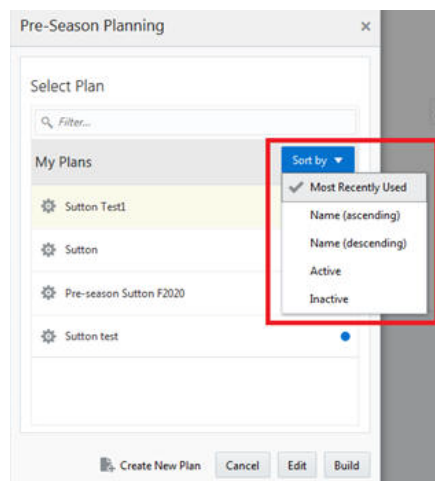 Pre-Season Planning
Select Plan
Filter...
My Plans
Sort by
Most Recently Used
Name (ascending)
Name (descending)
Active
Inactive
Sutton Test1
Sutton
Pre-season Sutton F2020
Sutton test
Create New Plan
Cancel
Edit
Build